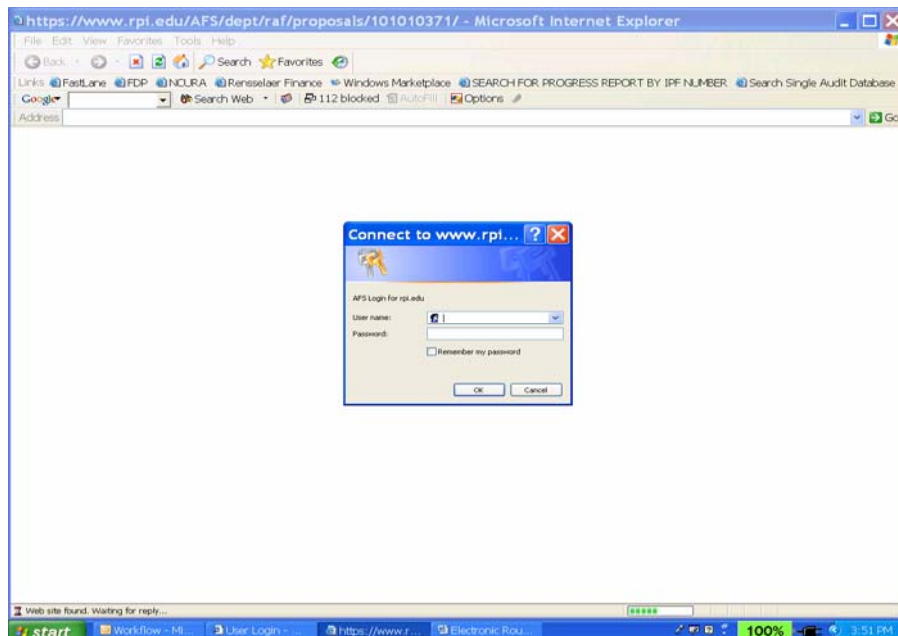 https://www.rpi.edu/AFS/dept/raf/proposals/101010371/ - Microsoft Internet Explorer
File Edit View Favorites Tools Help
Back Search Favorites
Links FastLane FDP NCURA Rensselaer Finance Windows Marketplace SEARCH FOR PROGRESS REPORT BY IPF NUMBER Search Single Audit Database
Google Search Web 112 blocked AutoFill Options
Address Go
Connect to www.rpi... ?
AFS Login for rpi.edu
User name:
Password:
Remember my password
OK Cancel
Web site found. Waiting for reply...
start Workflow - Mi... User Login - ... https://www.r... Electronic Rou... 100% 3:51 PM